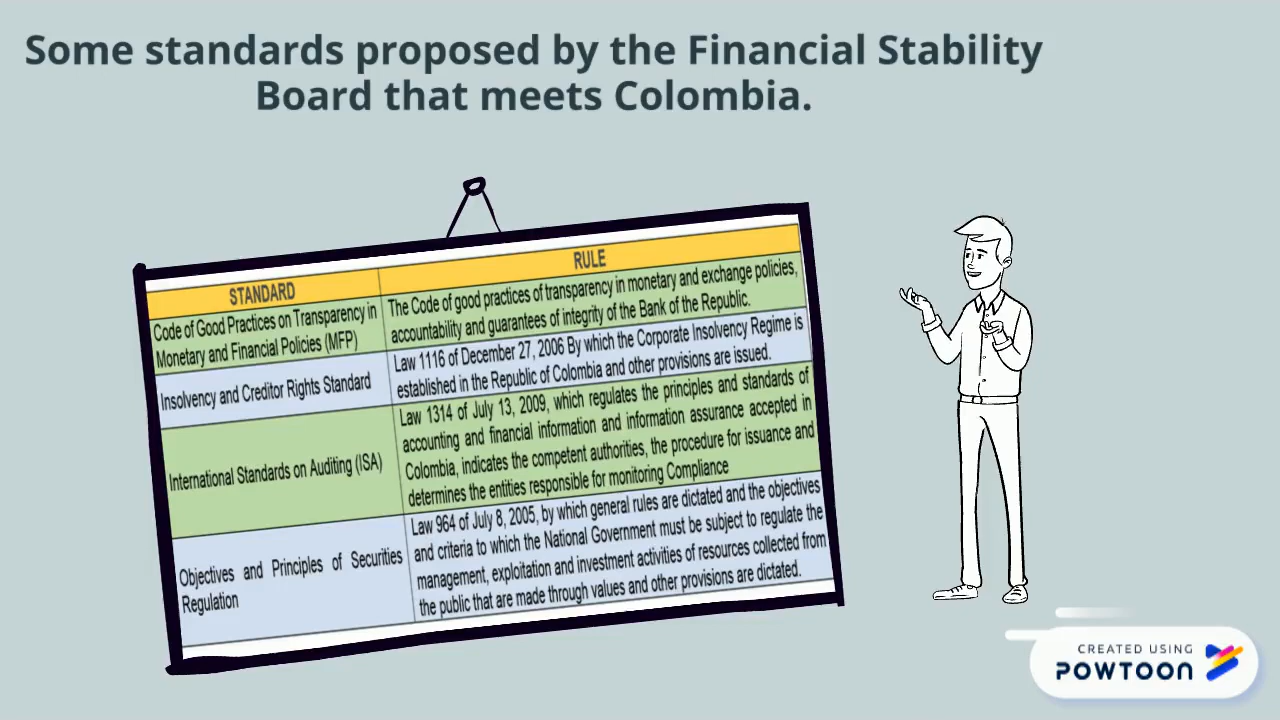 Some standards proposed by the Financial Stability
Board that meets Colombia.
STANDARD
RULE
Code of Good Practices on Transparency in
Monetary and Financial Policies (MFP)
The Code of good practices of transparency in monetary and exchange policies,
accountability and guarantees of integrity of the Bank of the Republic.
Insolvency and Creditor Rights Standard
Law 1116 of December 27, 2006 By which the Corporate Insolvency Regime is
established in the Republic of Colombia and other provisions are issued.
International Standards on Auditing (ISA)
Law 1314 of July 13, 2009, which regulates the principles and standards of
accounting and financial information and information assurance accepted in
Colombia, indicates the competent authorities, the procedure for issuance and
determines the entities responsible for monitoring Compliance
Objectives and Principles of Securities
Regulation
Law 964 of July 8, 2005, by which general rules are dictated and the objectives
and criteria to which the National Government must be subject to regulate the
management, exploitation and investment activities of resources collected from
the public that are made through values and other provisions are dictated.
CREATED USING
POWTOON